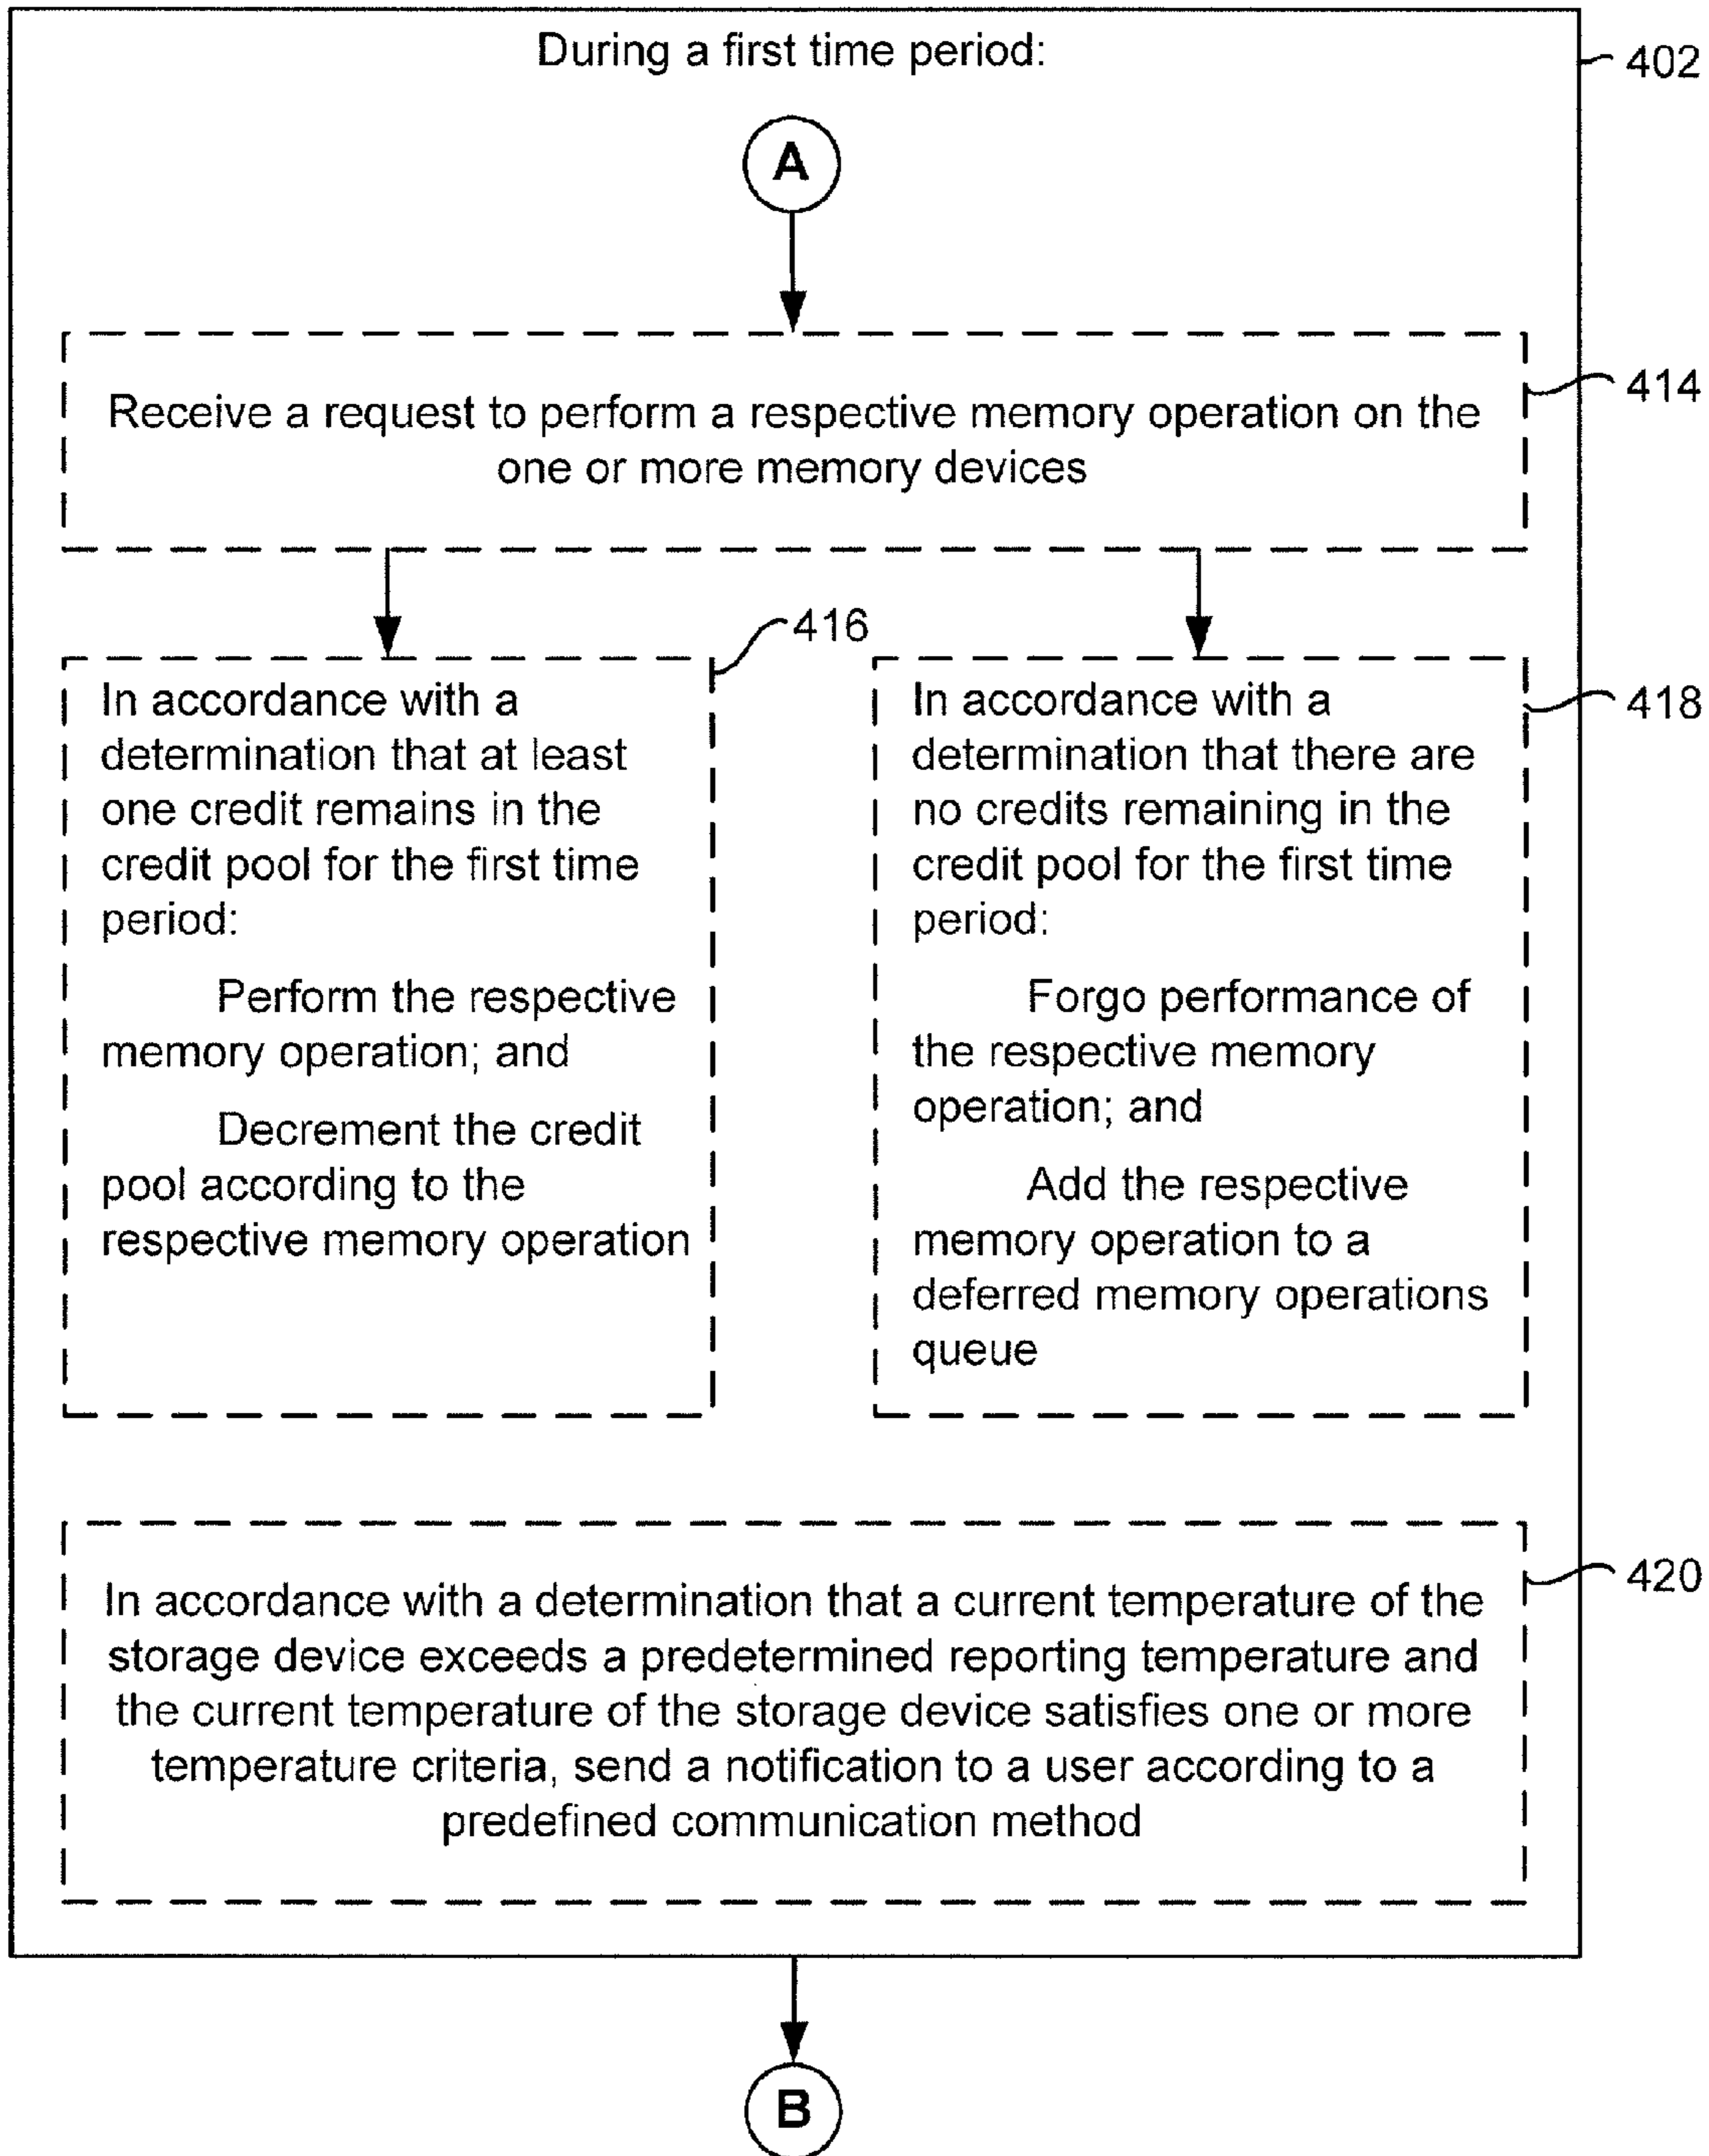 During a first time period:
402
A
414
Receive a request to perform a respective memory operation on the
one or more memory devices
416
In accordance with a
determination that at least
one credit remains in the
credit pool for the first time
period:
Perform the respective
memory operation; and
Decrement the credit
pool according to the
respective memory operation
418
In accordance with a
determination that there are
no credits remaining in the
credit pool for the first time
period:
Forgo performance of
the respective memory
operation; and
Add the respective
memory operation to a
deferred memory operations
queue
420
In accordance with a determination that a current temperature of the
storage device exceeds a predetermined reporting temperature and
the current temperature of the storage device satisfies one or more
temperature criteria, send a notification to a user according to a
predefined communication method
B